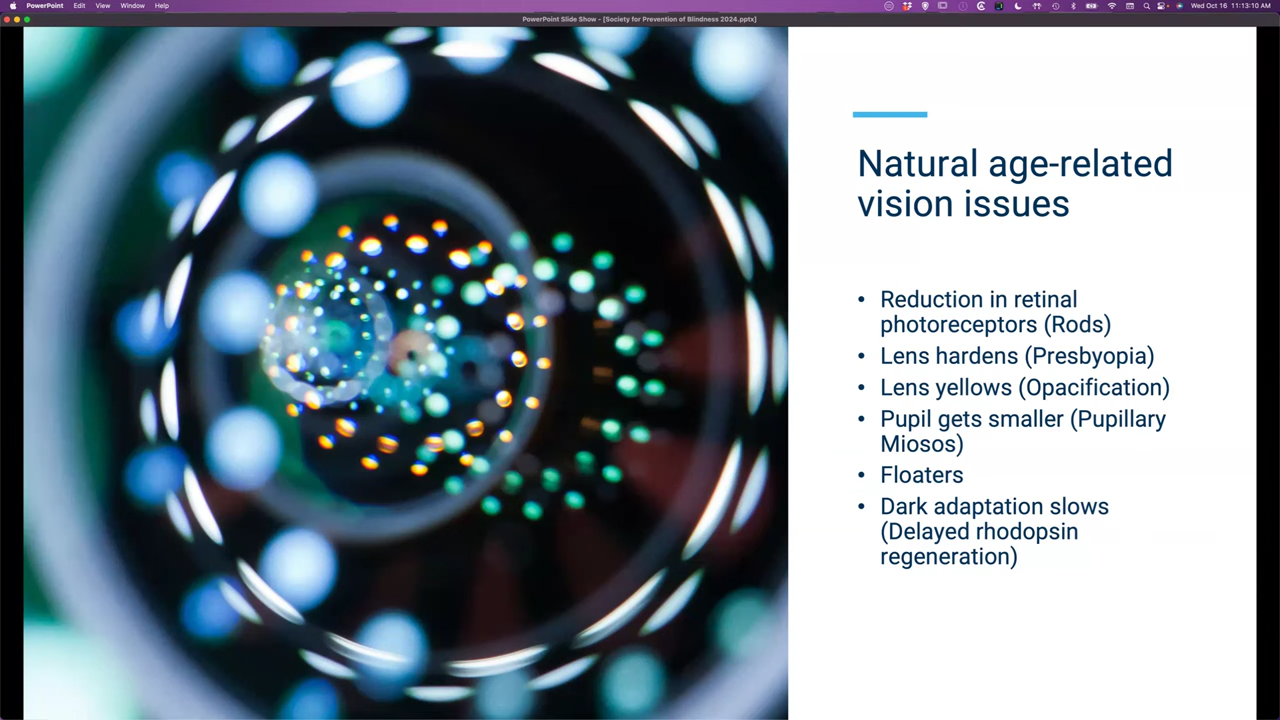 PowerPoint Edit View Window Help Wed Oct 16 11:13:10 AM
PowerPoint Slide Show - [Society for Prevention of Blindness 2024.pptx]
Natural age-related
vision issues
• Reduction in retinal
photoreceptors (Rods)
• Lens hardens (Presbyopia)
• Lens yellows (Opacification)
• Pupil gets smaller (Pupillary
Miosos)
• Floaters
• Dark adaptation slows
(Delayed rhodopsin
regeneration)